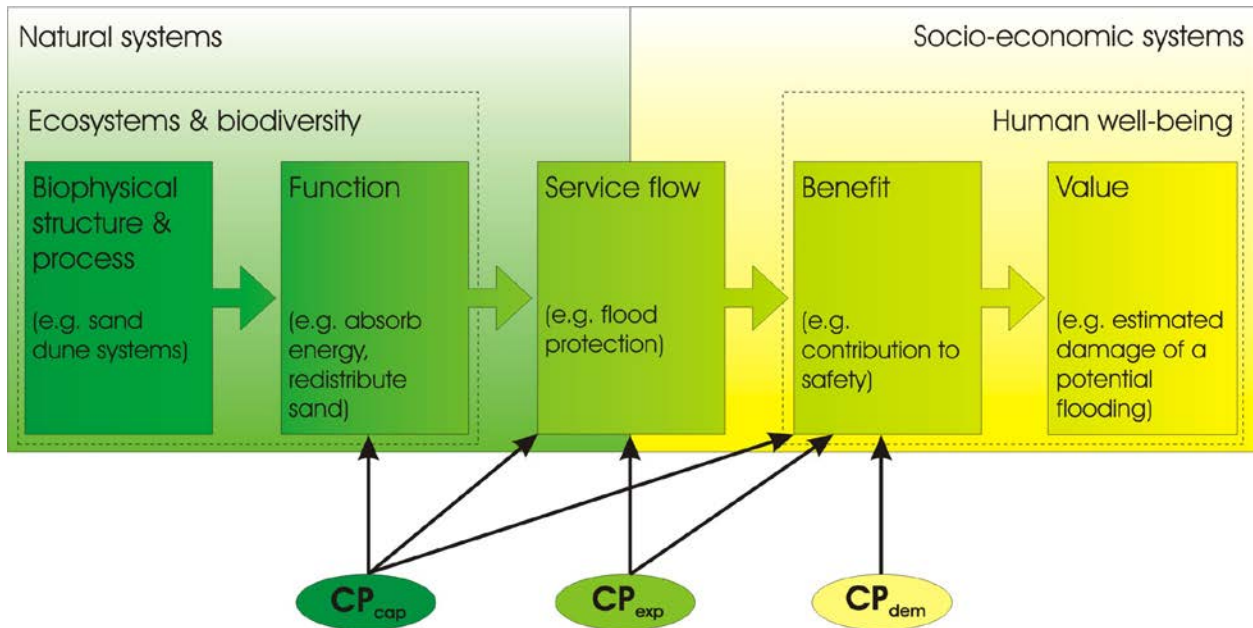 Natural systems
Socio-economic systems
Ecosystems & biodiversity
Human well-being
Biophysical
structure &
process
(e.g. sand
dune systems)
Function
(e.g. absorb
energy,
redistribute
sand)
Service flow
(e.g. flood
protection)
Benefit
(e.g.
contribution to
safety)
Value
(e.g. estimated
damage of a
potential
flooding)
CPcap
CPexp
CPdem